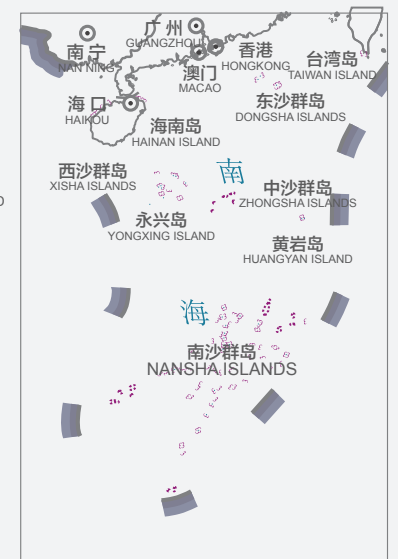 广 州
GUANGZHOU
南 宁
NAN NING
香港
HONGKONG
澳门
MACAO
台湾岛
TAIWAN ISLAND
海 口
HAIKOU
东沙群岛
DONGSHA ISLANDS
海南岛
HAINAN ISLAND
西沙群岛
XISHA ISLANDS
南
中沙群岛
ZHONGSHA ISLANDS
永兴岛
YONGXING ISLAND
黄岩岛
HUANGYAN ISLAND
海
南沙群岛
NANSHA ISLANDS